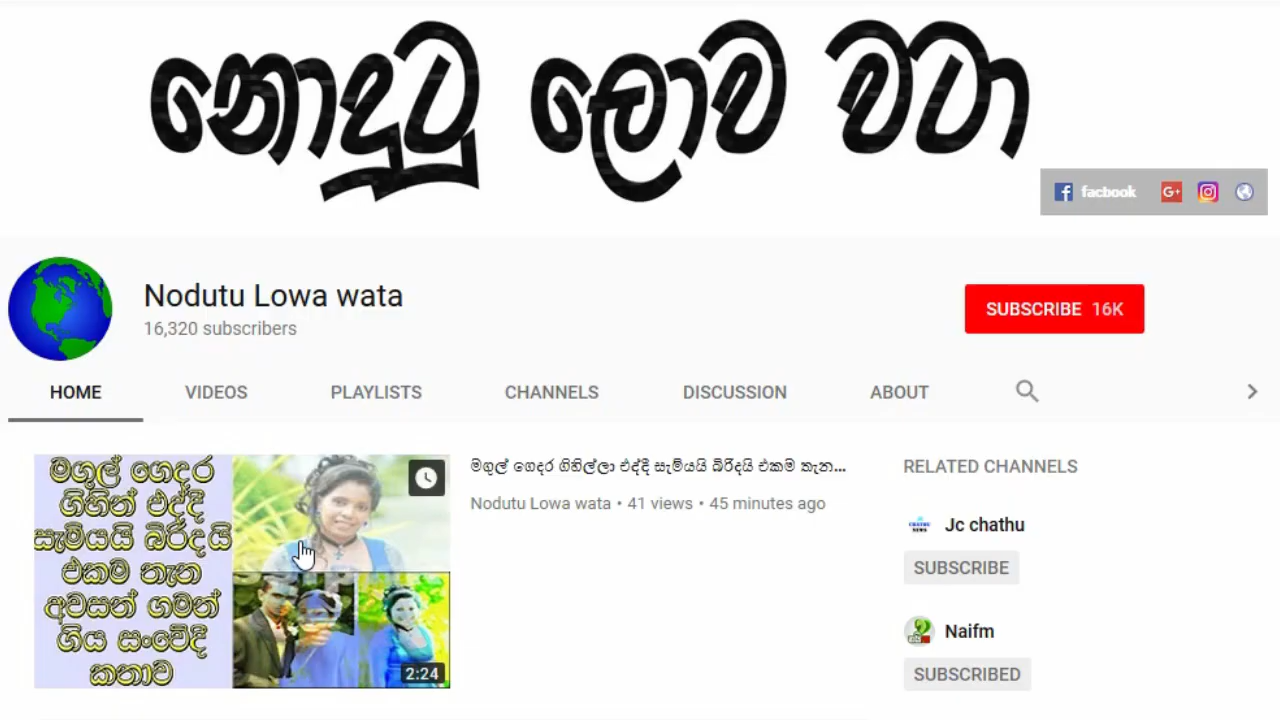 නොදුටු ලොව වටා
facbook
Nodutu Lowa wata
16,320 subscribers
SUBSCRIBE 16K
HOME VIDEOS PLAYLISTS CHANNELS DISCUSSION ABOUT
මගුල් ගෙදර
ගිහින් එද්දි
සැමියයි බිරිදයි
එකම තැන
අවසන් ගමන්
ගිය සංවේදී
කතාව
2:24
මගුල් ගෙදර ගිහිල්ලා එද්දි සැමියයි බිරිදයි එකම තැන...
Nodutu Lowa wata • 41 views • 45 minutes ago
RELATED CHANNELS
Jc chathu
SUBSCRIBE
Naifm
SUBSCRIBED